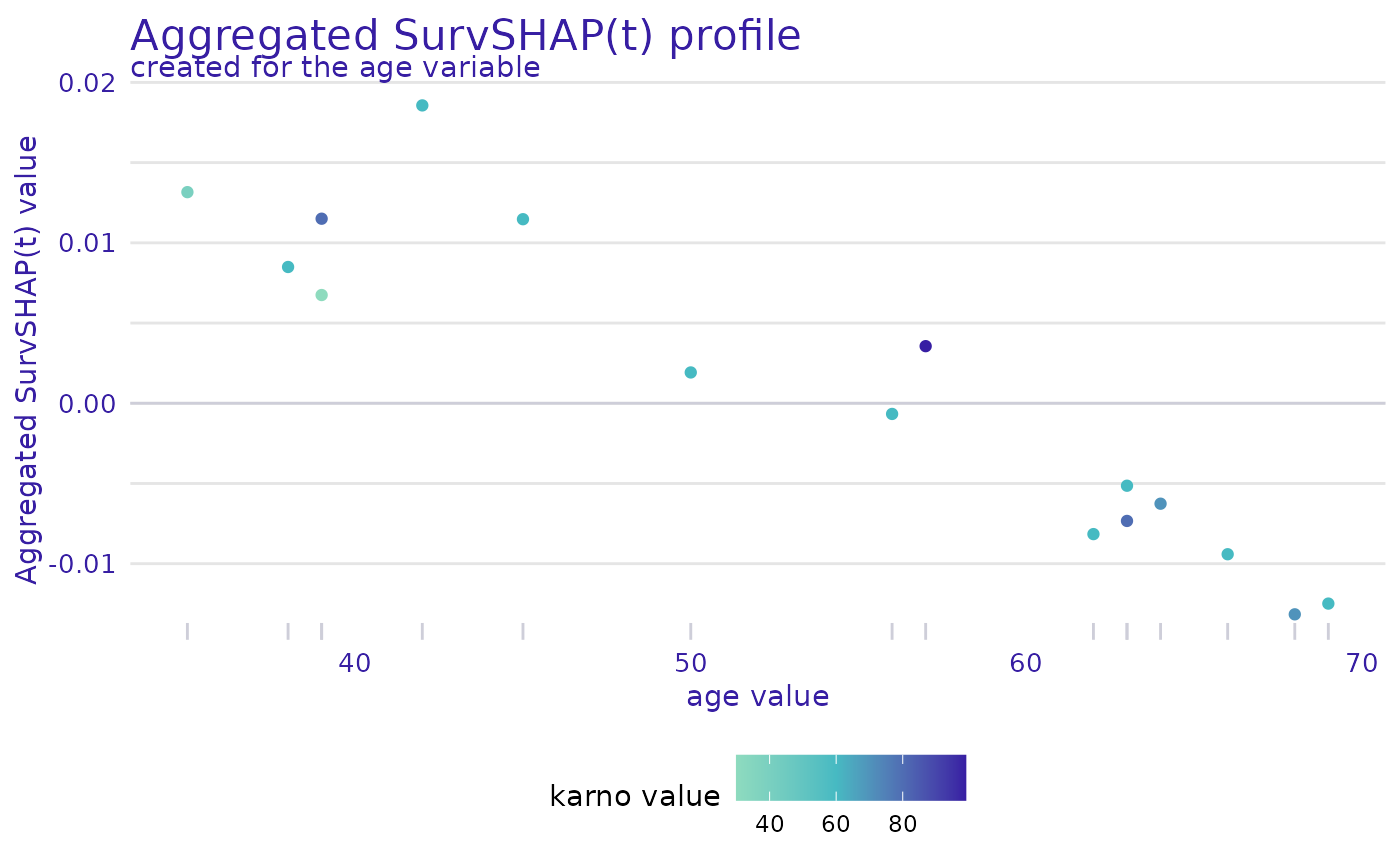 Aggregated SurvSHAP(t) profile
created for the age variable
Aggregated SurvSHAP(t) value
0.02
0.01
0.00
-0.01
40 50 60 70
age value
karno value
40 60 80